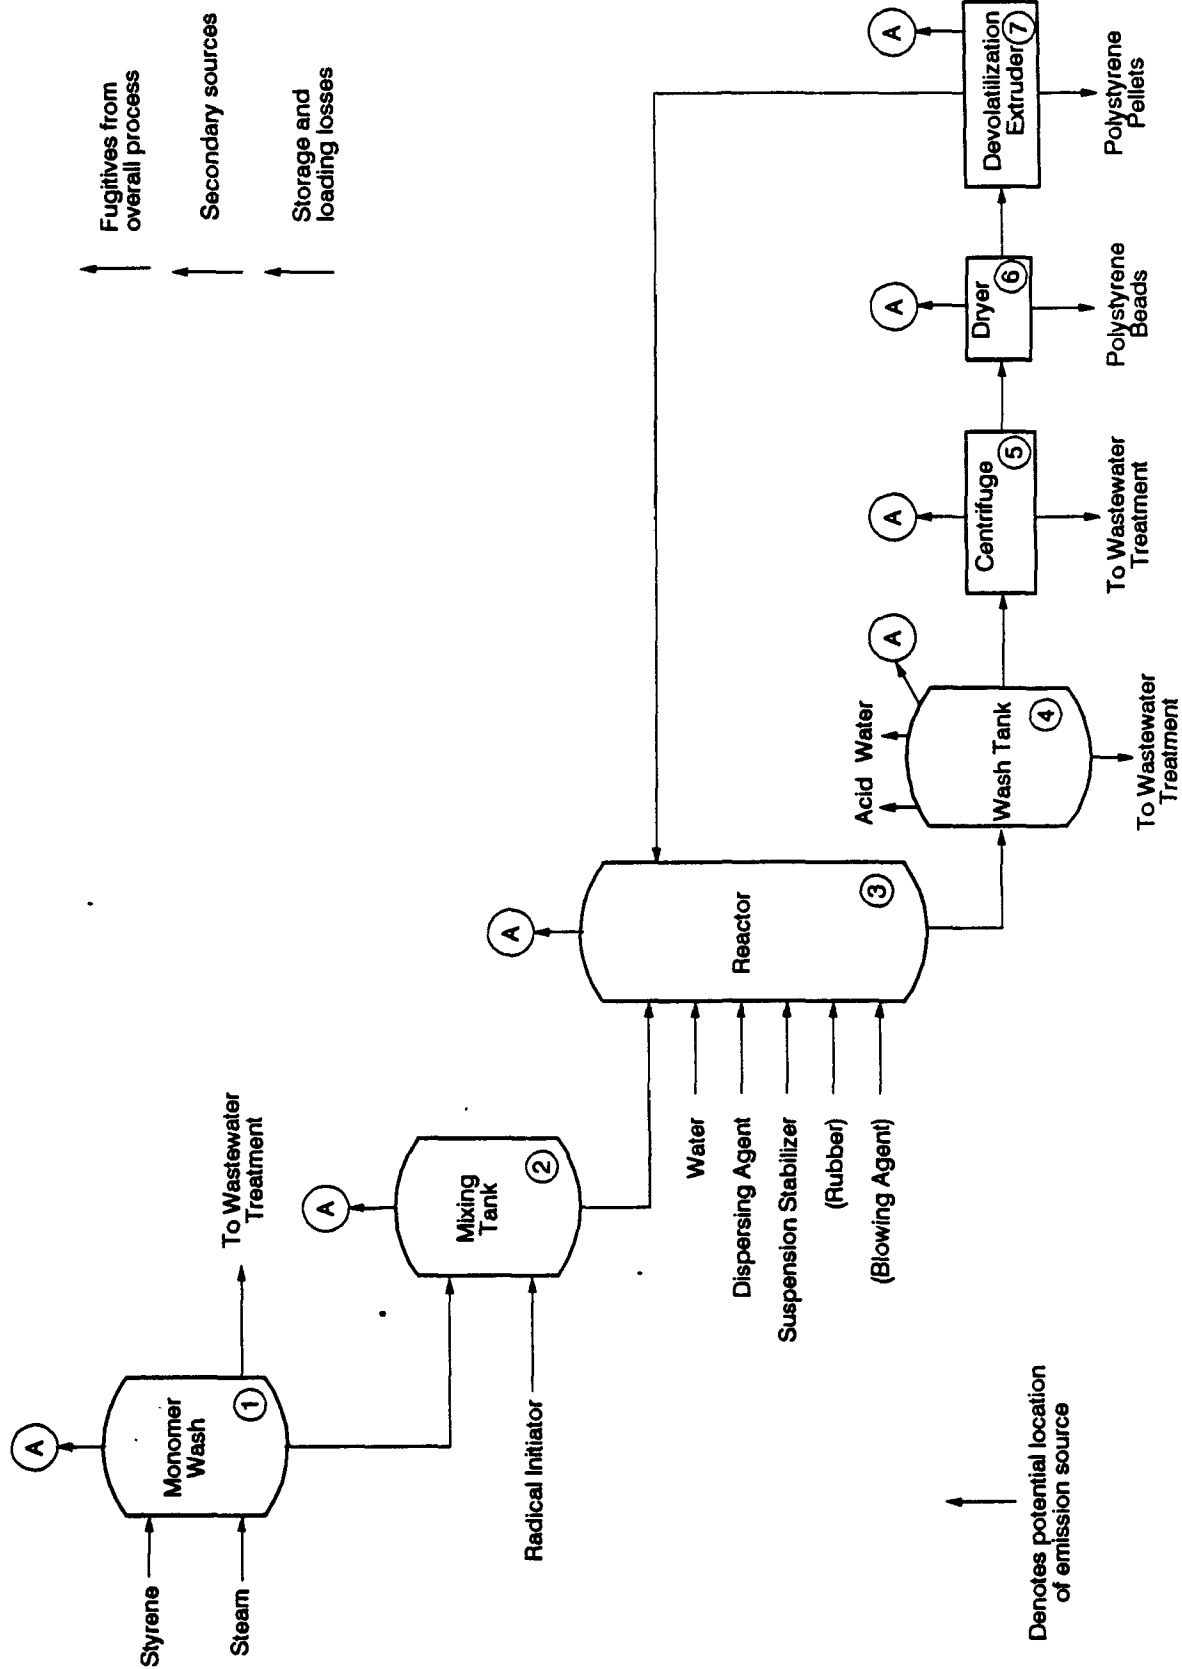 Fugitives from
overall process
Secondary sources
Storage and
loading losses
A
Styrene
Steam
Monomer
Wash
1
To Wastewater
Treatment
A
Radical Initiator
Mixing
Tank
2
A
Water
Dispersing Agent
Suspension Stabilizer
(Rubber)
(Blowing Agent)
Reactor
3
Acid
Water
A
Wash Tank
4
To Wastewater
Treatment
A
Centrifuge
5
To Wastewater
Treatment
A
Dryer
6
Polystyrene
Beads
A
Devolatilization
Extruder
7
Polystyrene
Pellets
Denotes potential location
of emission source